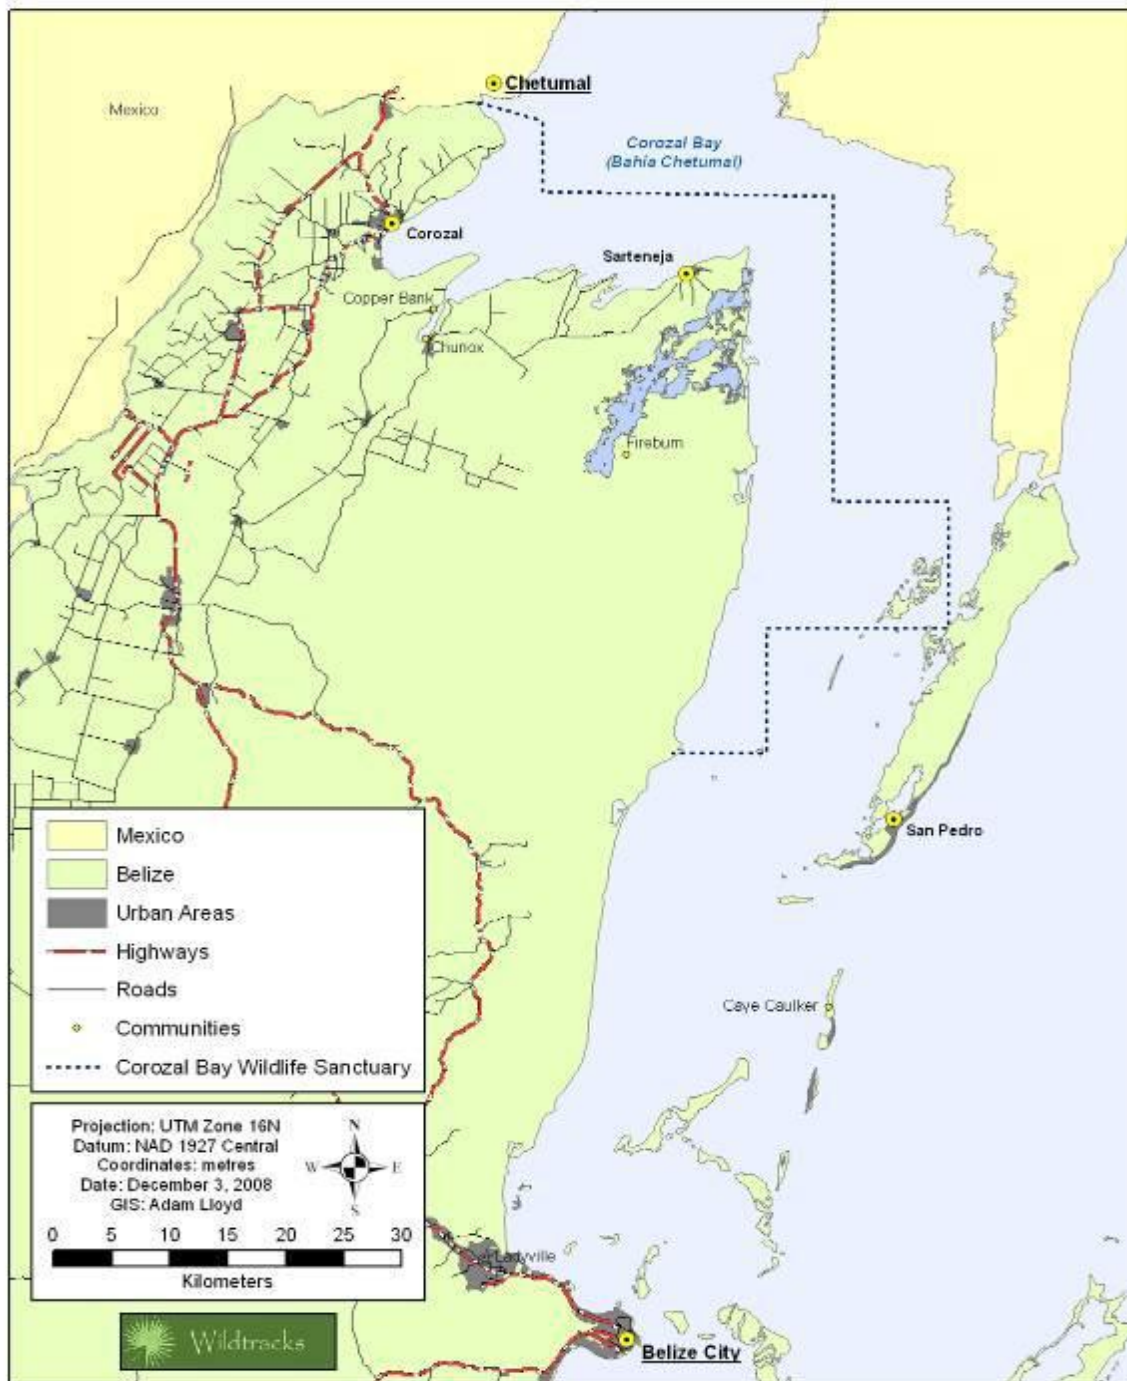 Chetumal
Mexico
Corozal Bay
(Bahia Chetumal)
Corozal
Sarteneja
Copper Bank
Chunox
Fireburn
San Pedro
Mexico
Belize
Urban Areas
Highways
Roads
Communities
Corozal Bay Wildlife Sanctuary
Caye Caulker
Projection: UTM Zone 16N
Datum: NAD 1927 Central
Coordinates: metres
Date: December 3, 2008
GIS: Adam Lloyd
N
W E
S
0 5 10 15 20 25 30
Kilometers
Ladyville
Wildtracks
Belize City